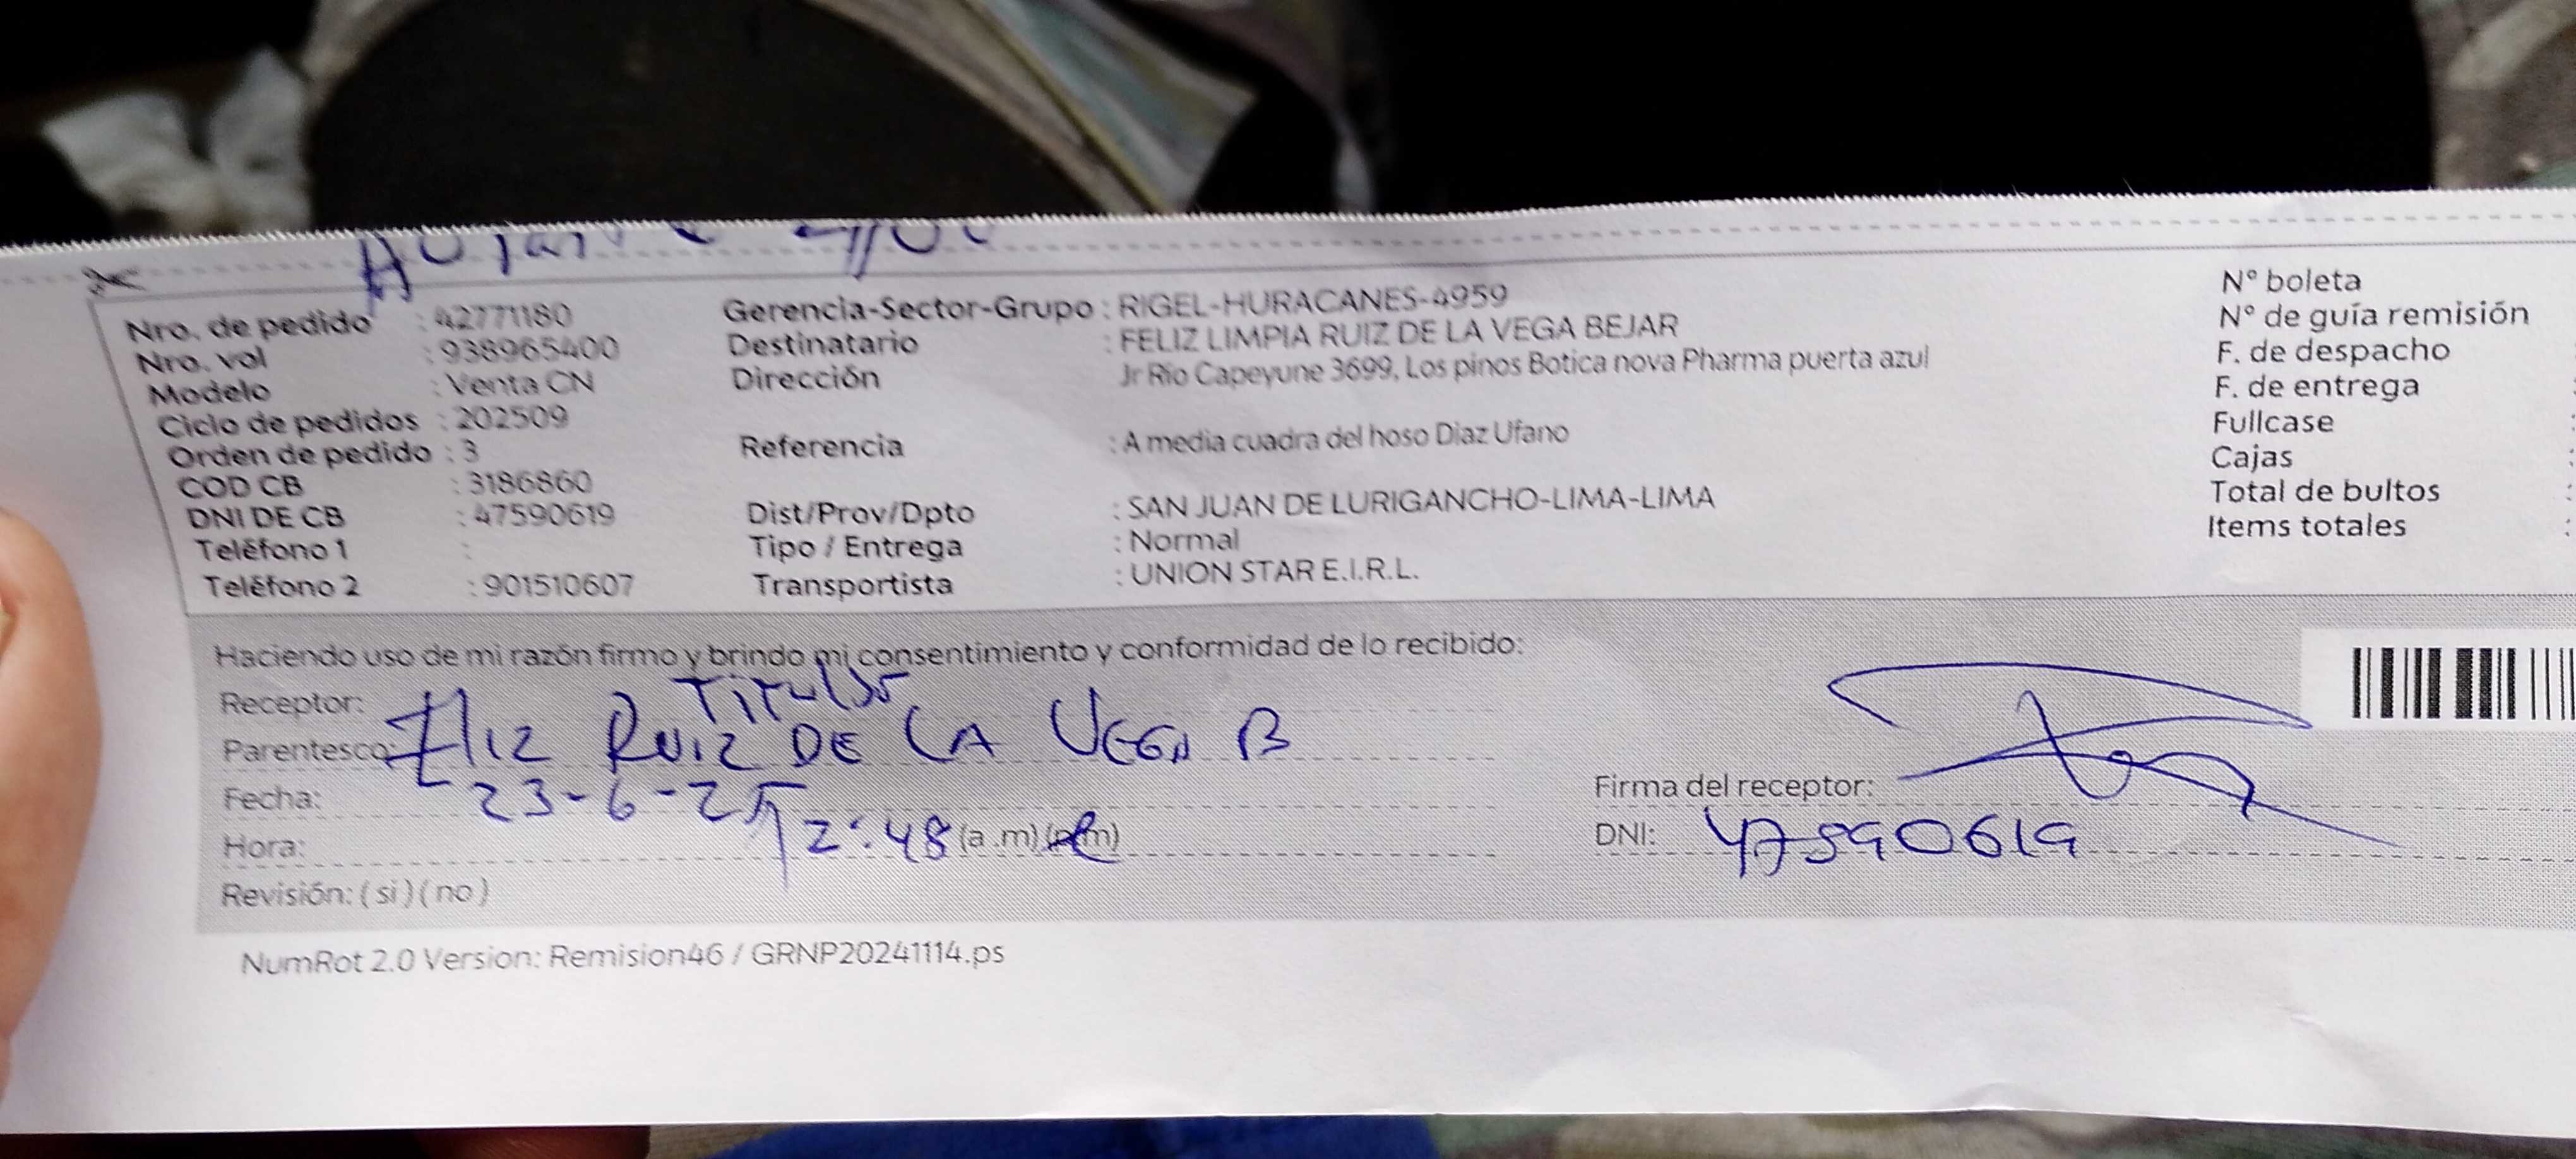 Nro. de pedido : 42771180
Nro. vol : 938965400
Modelo : Venta CN
Ciclo de pedidos : 202509
Orden de pedido : 3
COD CB : 3186860
DNI DE CB : 47590619
Teléfono 1 :
Teléfono 2 : 901510607
Gerencia-Sector-Grupo : RIGEL-HURACANES-4959
Destinatario : FELIZ LIMPIA RUIZ DE LA VEGA BEJAR
Dirección Jr Rio Capeyune 3699, Los pinos Botica nova Pharma puerta azul
Referencia : A media cuadra del hoso Diaz Ufano
Dist/Prov/Dpto : SAN JUAN DE LURIGANCHO-LIMA-LIMA
Tipo / Entrega : Normal
Transportista : UNION STAR E.I.R.L.
N° boleta
N° de guía remisión
F. de despacho
F. de entrega
Fullcase :
Cajas :
Total de bultos :
Items totales :
Haciendo uso de mi razón firmo y brindo mi consentimiento y conformidad de lo recibido:
Receptor: Titular
Parentesco: RUIZ DE LA VEGA B
Fecha: 23-6-25
Hora: 12:48 (a.m) (p.m)
Revisión: ( si ) ( no )
Firma del receptor:
DNI: 47590619
NumRot 2.0 Version: Remision46 / GRNP20241114.ps